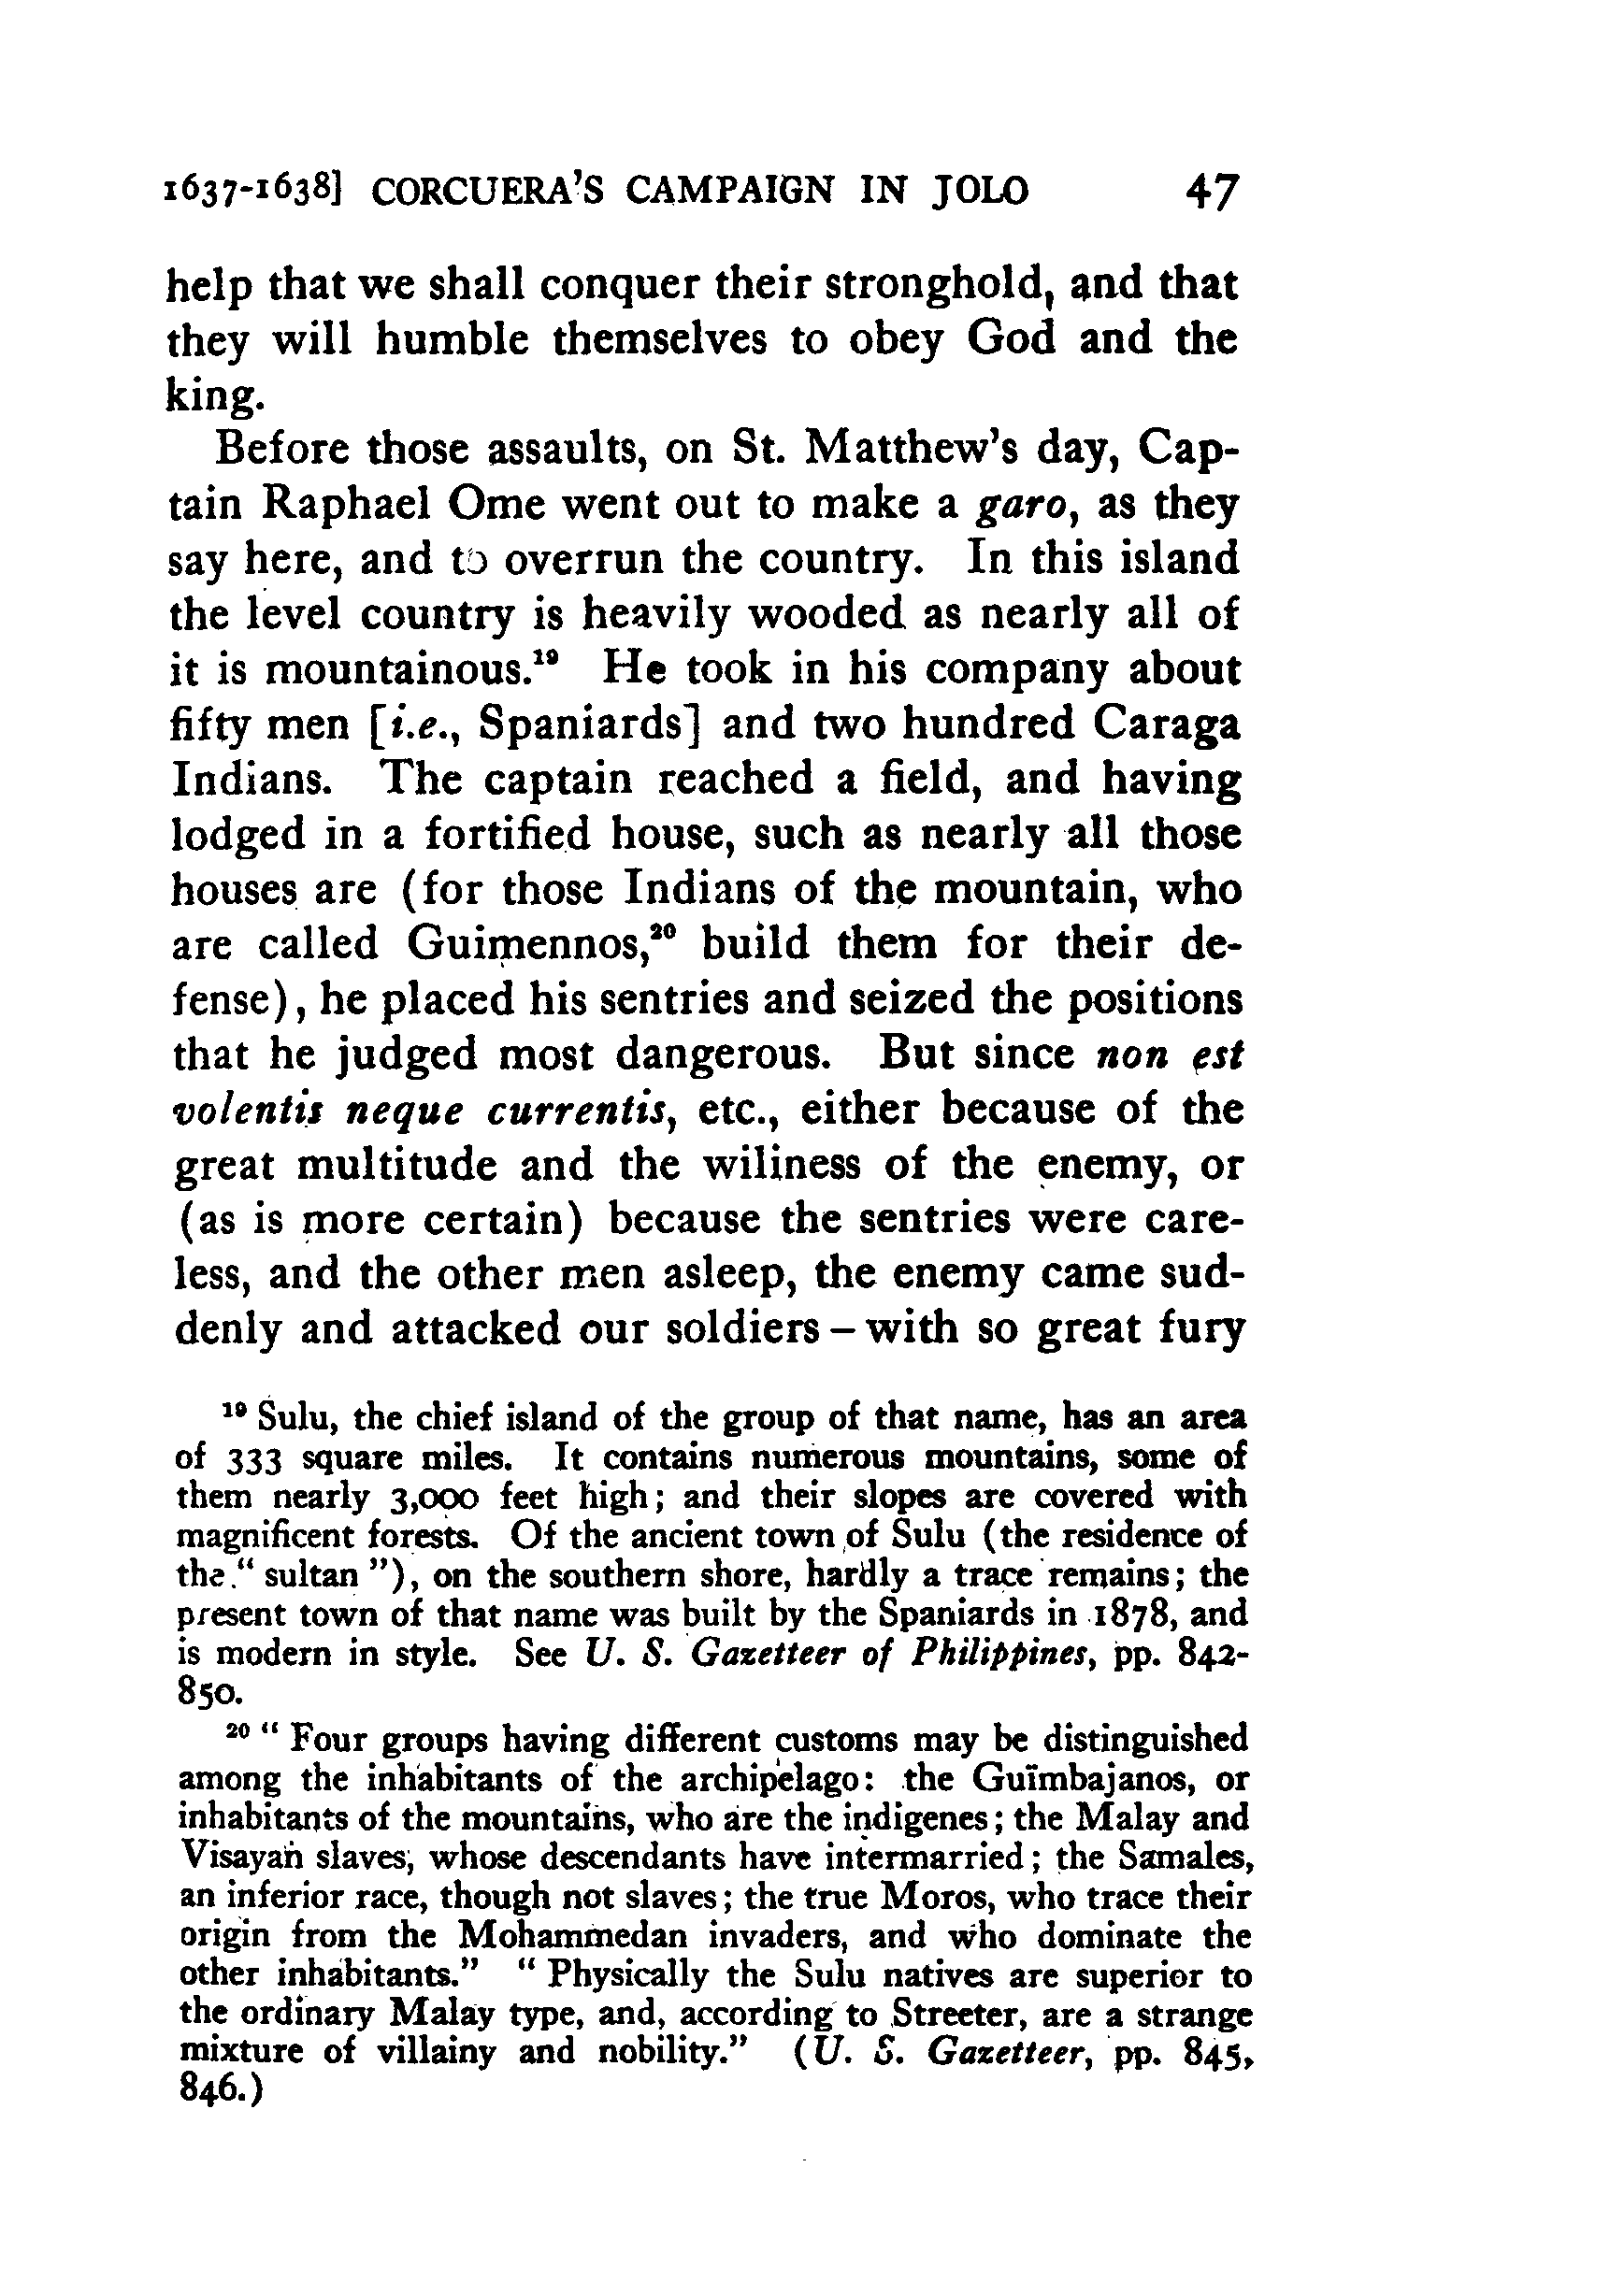 1637-1638] CORCUERA'S CAMPAIGN IN JOLO 47
help that we shall conquer their stronghold, and that
they will humble themselves to obey God and the
king.
Before those assaults, on St. Matthew's day, Cap-
tain Raphael Ome went out to make a garo, as they
say here, and to overrun the country. In this island
the level country is heavily wooded as nearly all of
it is mountainous.¹⁹ He took in his company about
fifty men [i.e., Spaniards] and two hundred Caraga
Indians. The captain reached a field, and having
lodged in a fortified house, such as nearly all those
houses are (for those Indians of the mountain, who
are called Guimennos,²⁰ build them for their de-
fense), he placed his sentries and seized the positions
that he judged most dangerous. But since non est
volentis neque currentis, etc., either because of the
great multitude and the wiliness of the enemy, or
(as is more certain) because the sentries were care-
less, and the other men asleep, the enemy came sud-
denly and attacked our soldiers – with so great fury
¹⁹ Sulu, the chief island of the group of that name, has an area
of 333 square miles. It contains numerous mountains, some of
them nearly 3,000 feet high; and their slopes are covered with
magnificent forests. Of the ancient town of Sulu (the residence of
the "sultan"), on the southern shore, hardly a trace remains; the
present town of that name was built by the Spaniards in 1878, and
is modern in style. See U. S. Gazetteer of Philippines, pp. 842-
850.
²⁰ "Four groups having different customs may be distinguished
among the inhabitants of the archipelago: the Guïmbajanos, or
inhabitants of the mountains, who are the indigenes; the Malay and
Visayan slaves, whose descendants have intermarried; the Samales,
an inferior race, though not slaves; the true Moros, who trace their
origin from the Mohammedan invaders, and who dominate the
other inhabitants." "Physically the Sulu natives are superior to
the ordinary Malay type, and, according to Streeter, are a strange
mixture of villainy and nobility." (U. S. Gazetteer, pp. 845,
846.)